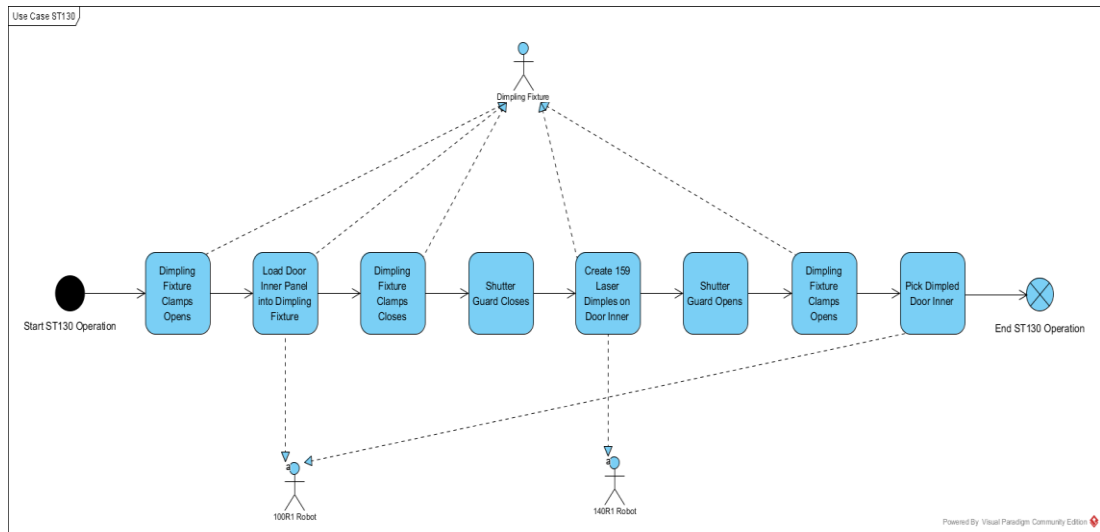 Use Case ST130
Dimpling Fixture
Dimpling
Fixture
Clamps
Opens
Load Door
Inner Panel
into Dimpling
Fixture
Dimpling
Fixture
Clamps
Closes
Shutter
Guard Closes
Create 159
Laser
Dimples on
Door Inner
Shutter
Guard Opens
Dimpling
Fixture
Clamps
Opens
Pick Dimpled
Door Inner
Start ST130 Operation
End ST130 Operation
a
100R1 Robot
a
140R1 Robot
Powered By Visual Paradigm Community Edition